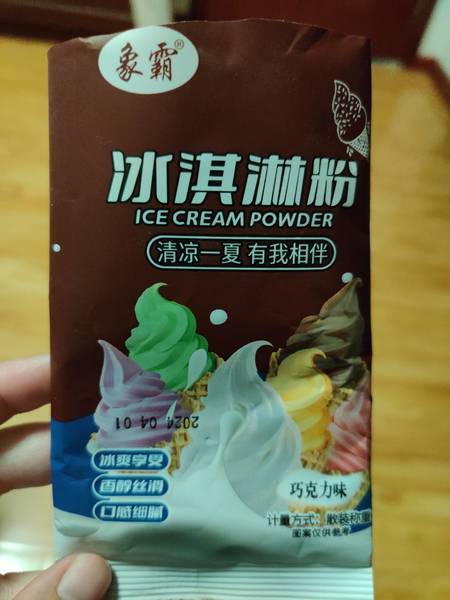 象霸®
冰淇淋粉
ICE CREAM POWDER
清凉一夏 有我相伴
2024 04 01
冰爽享受
香醇丝滑
口感细腻
巧克力味
计量方式：散装称重
图案仅供参考